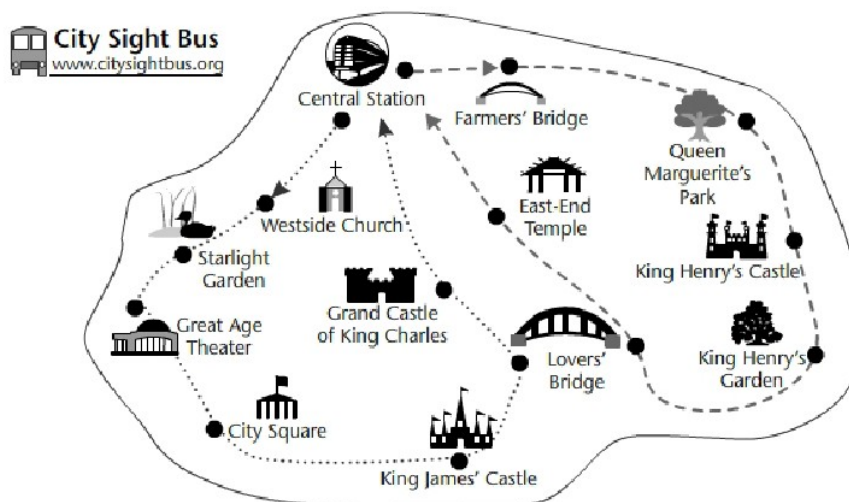 City Sight Bus
www.citysightbus.org
Central Station
Farmers' Bridge
Queen
Marguerite's
Park
Westside Church
East-End
Temple
King Henry's Castle
Starlight
Garden
Great Age
Theater
Grand Castle
of King Charles
Lovers'
Bridge
King Henry's
Garden
City Square
King James' Castle